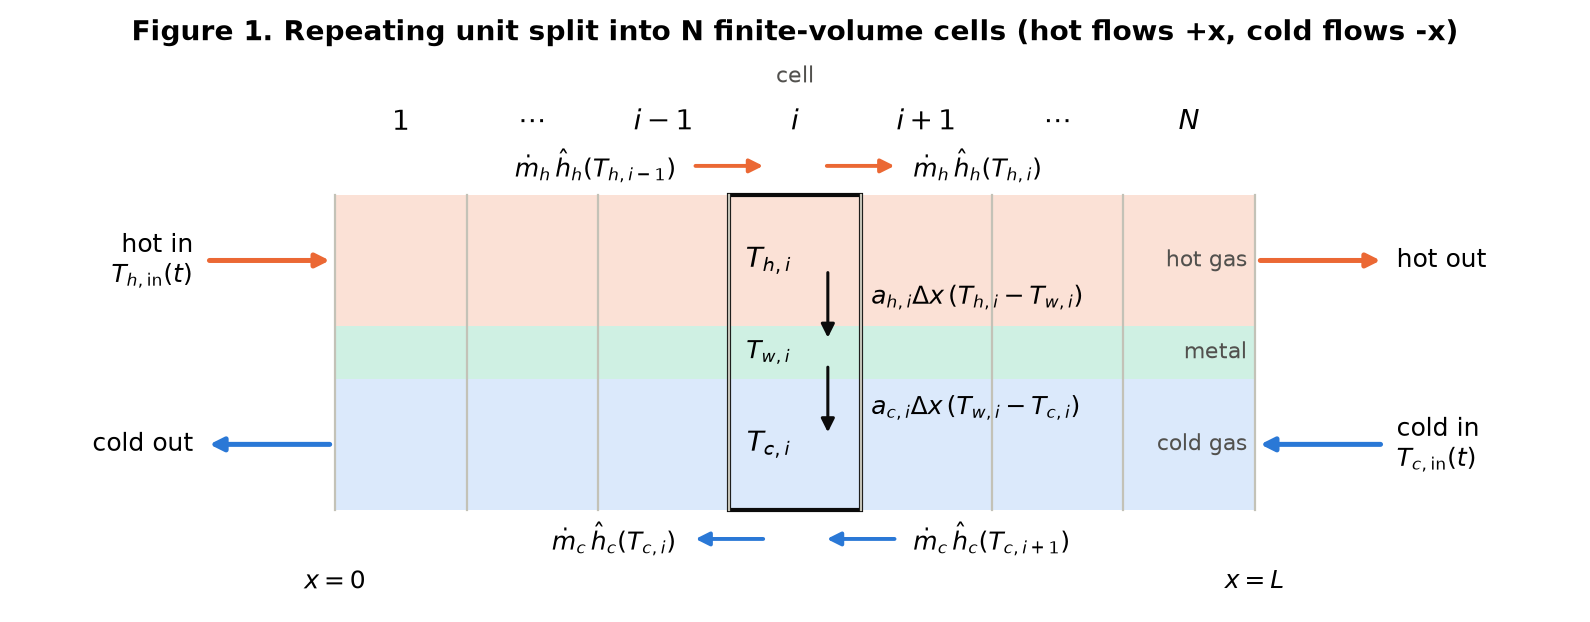 Figure 1. Repeating unit split into N finite-volume cells (hot flows +x, cold flows -x)
cell
1 ⋯ i − 1 i i + 1 ⋯ N
ṁ_h ĥ_h(T_{h, i−1}) ṁ_h ĥ_h(T_{h, i})
hot in
T_{h, in}(t)
T_{h, i}
hot gas
hot out
a_{h, i}Δx (T_{h, i} − T_{w, i})
T_{w, i}
metal
a_{c, i}Δx (T_{w, i} − T_{c, i})
cold out
T_{c, i}
cold gas
cold in
T_{c, in}(t)
ṁ_c ĥ_c(T_{c, i}) ṁ_c ĥ_c(T_{c, i+1})
x = 0 x = L